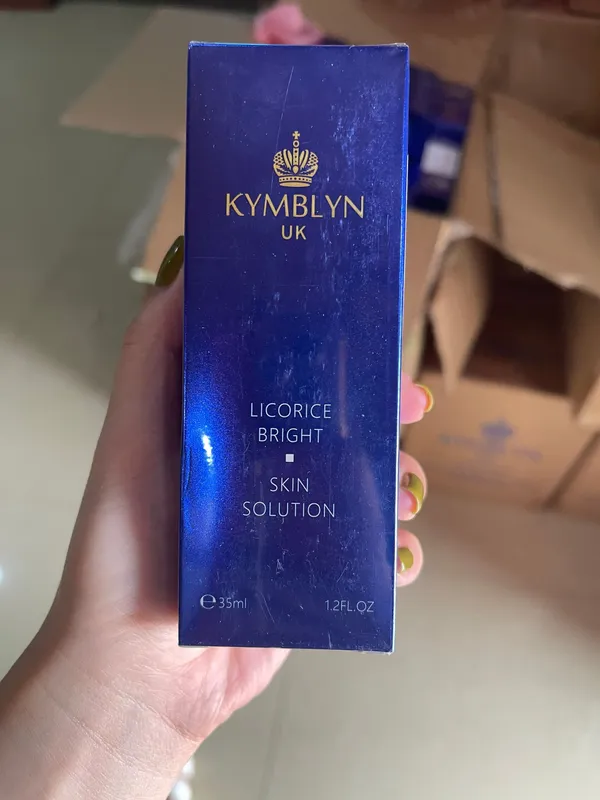 KYMBLYN
UK
LICORICE
BRIGHT
SKIN
SOLUTION
℮35ml 1.2FL.OZ